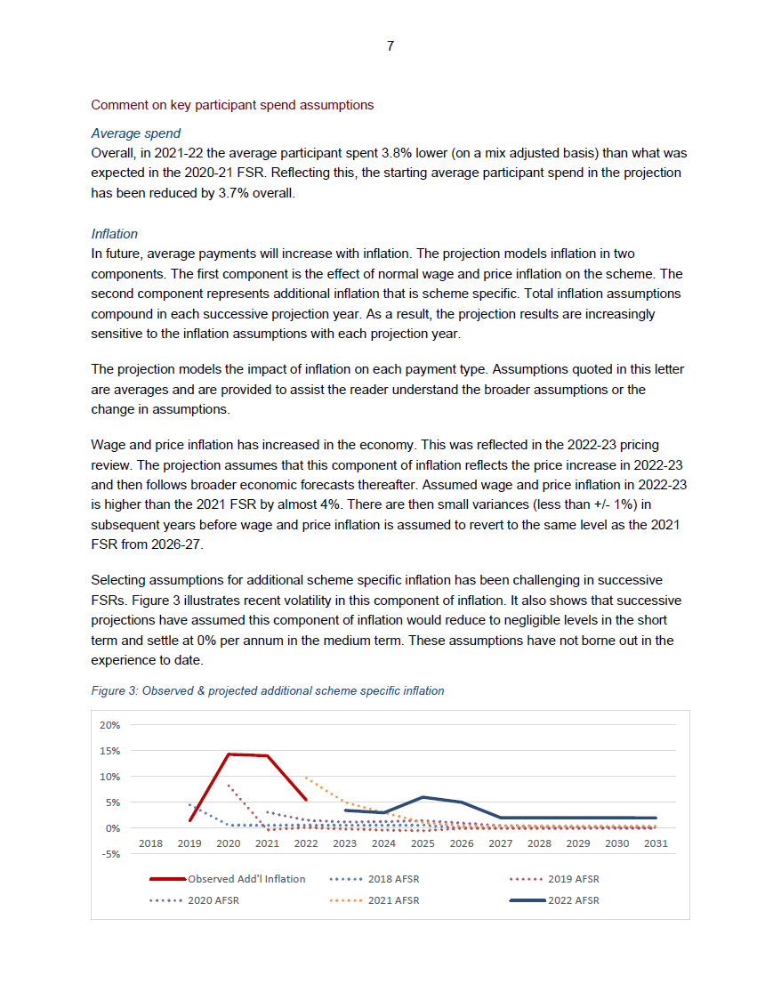 7
Comment on key participant spend assumptions
Average spend
Overall, in 2021-22 the average participant spent 3.8% lower (on a mix adjusted basis) than what was
expected in the 2020-21 FSR. Reflecting this, the starting average participant spend in the projection
has been reduced by 3.7% overall.
Inflation
In future, average payments will increase with inflation. The projection models inflation in two
components. The first component is the effect of normal wage and price inflation on the scheme. The
second component represents additional inflation that is scheme specific. Total inflation assumptions
compound in each successive projection year. As a result, the projection results are increasingly
sensitive to the inflation assumptions with each projection year.
The projection models the impact of inflation on each payment type. Assumptions quoted in this letter
are averages and are provided to assist the reader understand the broader assumptions or the
change in assumptions.
Wage and price inflation has increased in the economy. This was reflected in the 2022-23 pricing
review. The projection assumes that this component of inflation reflects the price increase in 2022-23
and then follows broader economic forecasts thereafter. Assumed wage and price inflation in 2022-23
is higher than the 2021 FSR by almost 4%. There are then small variances (less than +/- 1%) in
subsequent years before wage and price inflation is assumed to revert to the same level as the 2021
FSR from 2026-27.
Selecting assumptions for additional scheme specific inflation has been challenging in successive
FSRs. Figure 3 illustrates recent volatility in this component of inflation. It also shows that successive
projections have assumed this component of inflation would reduce to negligible levels in the short
term and settle at 0% per annum in the medium term. These assumptions have not borne out in the
experience to date.
Figure 3: Observed & projected additional scheme specific inflation
20%
15%
10%
5%
0%
2018 2019 2020 2021 2022 2023 2024 2025 2026 2027 2028 2029 2030 2031
-5%
Observed Add'l Inflation 2018 AFSR 2019 AFSR
2020 AFSR 2021 AFSR 2022 AFSR